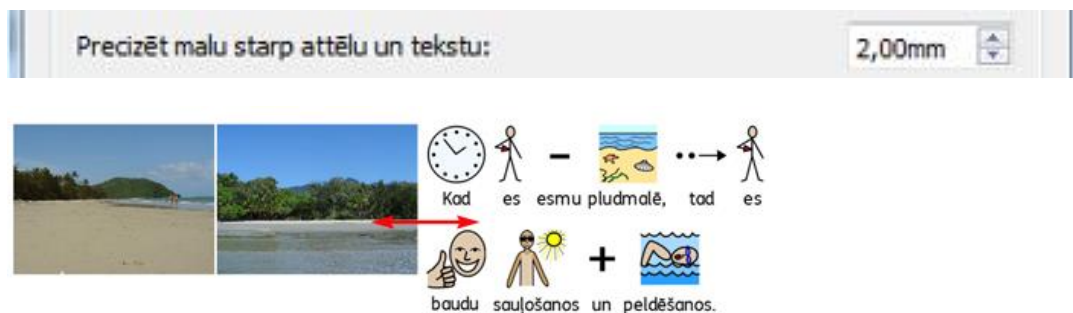 Precizēt malu starp attēlu un tekstu: 2,00mm
Kad es esmu pludmalē, tad es
baudu sauļošanos un peldēšanos.